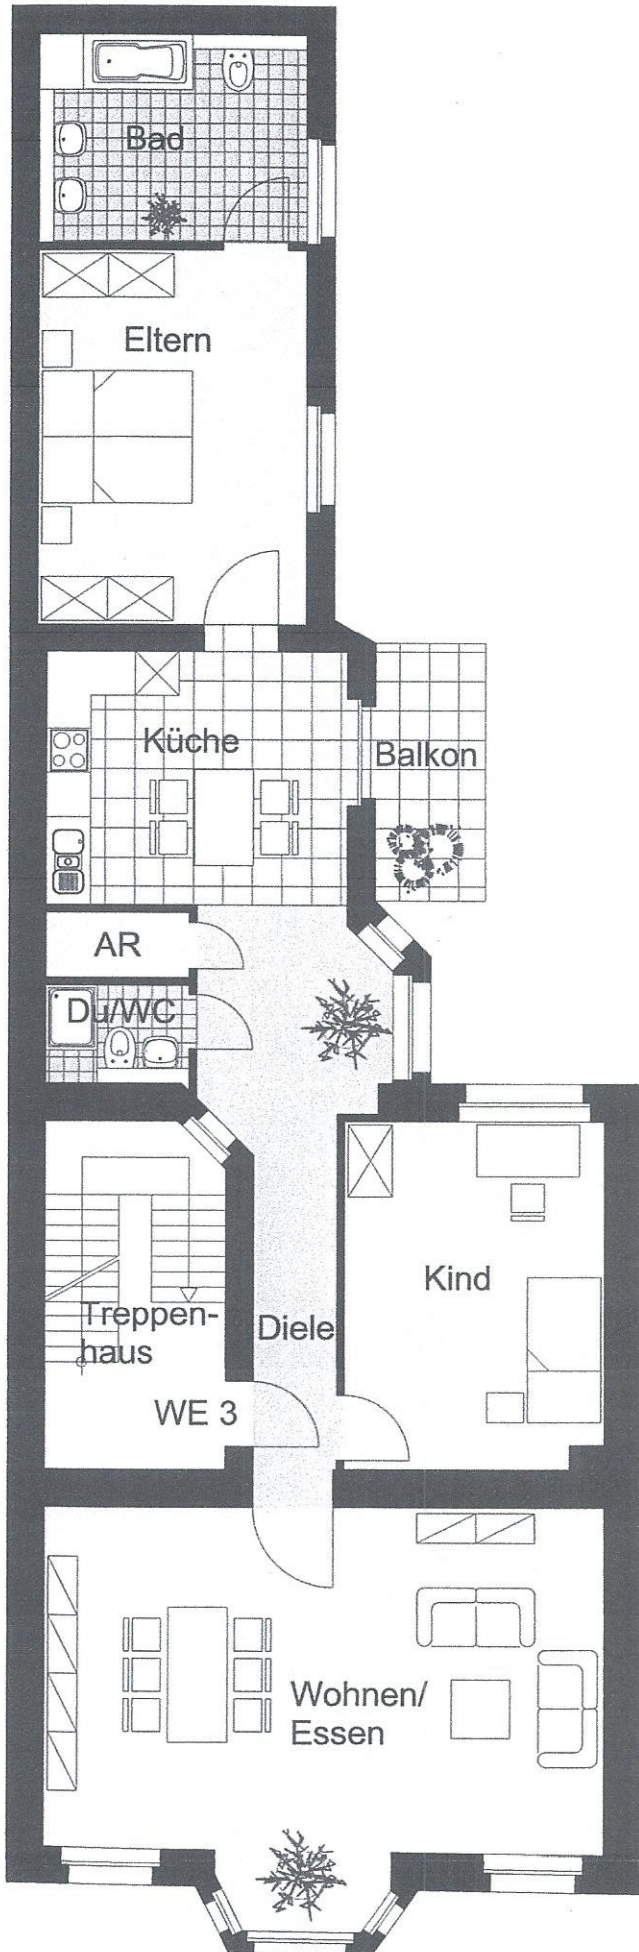 Bad
Eltern
Küche
Balkon
AR
Du/WC
Kind
Treppen-
haus
Diele
WE 3
Wohnen/
Essen